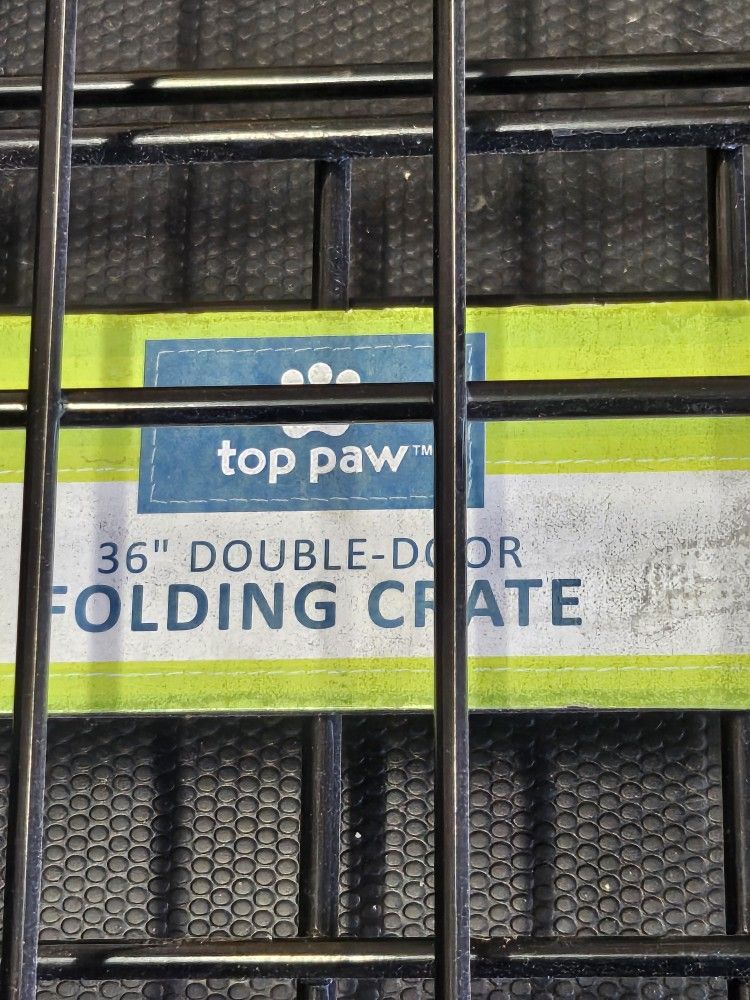 top paw™
36" DOUBLE-DOOR
FOLDING CRATE